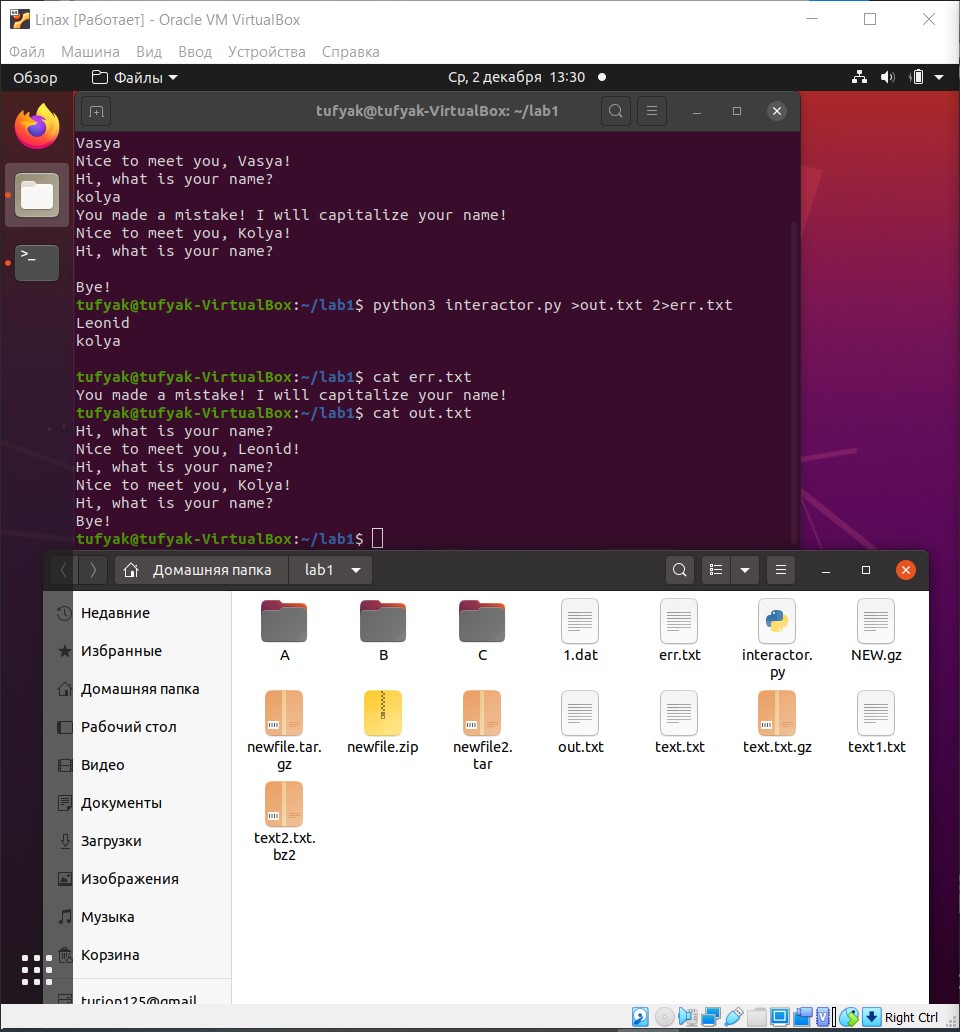 Linax [Работает] - Oracle VM VirtualBox
Файл Машина Вид Ввод Устройства Справка
Обзор Файлы Ср, 2 декабря 13:30
tufyak@tufyak-VirtualBox: ~/lab1
Vasya
Nice to meet you, Vasya!
Hi, what is your name?
kolya
You made a mistake! I will capitalize your name!
Nice to meet you, Kolya!
Hi, what is your name?
Bye!
tufyak@tufyak-VirtualBox:~/lab1$ python3 interactor.py >out.txt 2>err.txt
Leonid
kolya
tufyak@tufyak-VirtualBox:~/lab1$ cat err.txt
You made a mistake! I will capitalize your name!
tufyak@tufyak-VirtualBox:~/lab1$ cat out.txt
Hi, what is your name?
Nice to meet you, Leonid!
Hi, what is your name?
Nice to meet you, Kolya!
Hi, what is your name?
Bye!
tufyak@tufyak-VirtualBox:~/lab1$
Домашняя папка lab1
Недавние
Избранные
Домашняя папка
Рабочий стол
Видео
Документы
Загрузки
Изображения
Музыка
Корзина
turion125@gmail
A B C 1.dat err.txt interactor. NEW.gz
py
newfile.tar. newfile.zip newfile2. out.txt text.txt text.txt.gz text1.txt
gz tar
text2.txt.
bz2
Right Ctrl